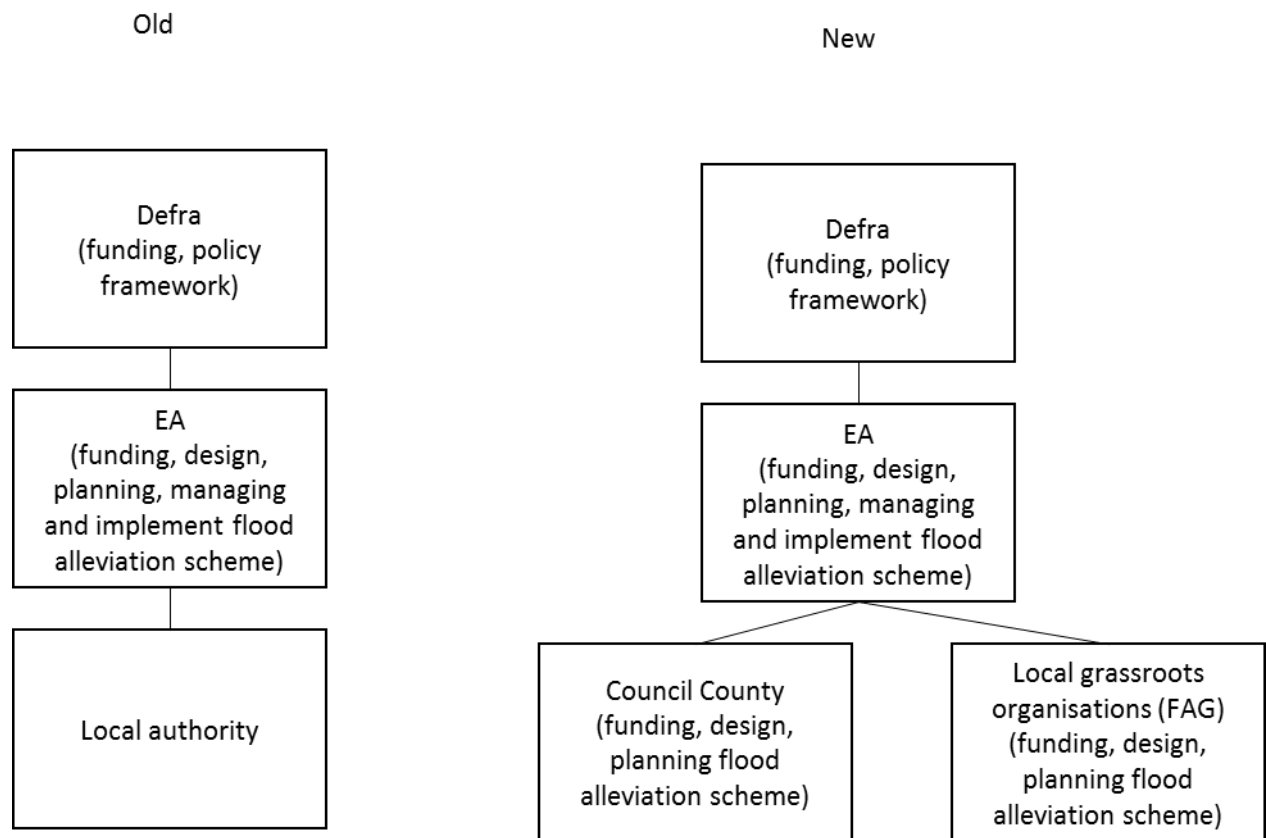 Old
New
Defra
(funding, policy
framework)
EA
(funding, design,
planning, managing
and implement flood
alleviation scheme)
Local authority
Defra
(funding, policy
framework)
EA
(funding, design,
planning, managing
and implement flood
alleviation scheme)
Council County
(funding, design,
planning flood
alleviation scheme)
Local grassroots
organisations (FAG)
(funding, design,
planning flood
alleviation scheme)